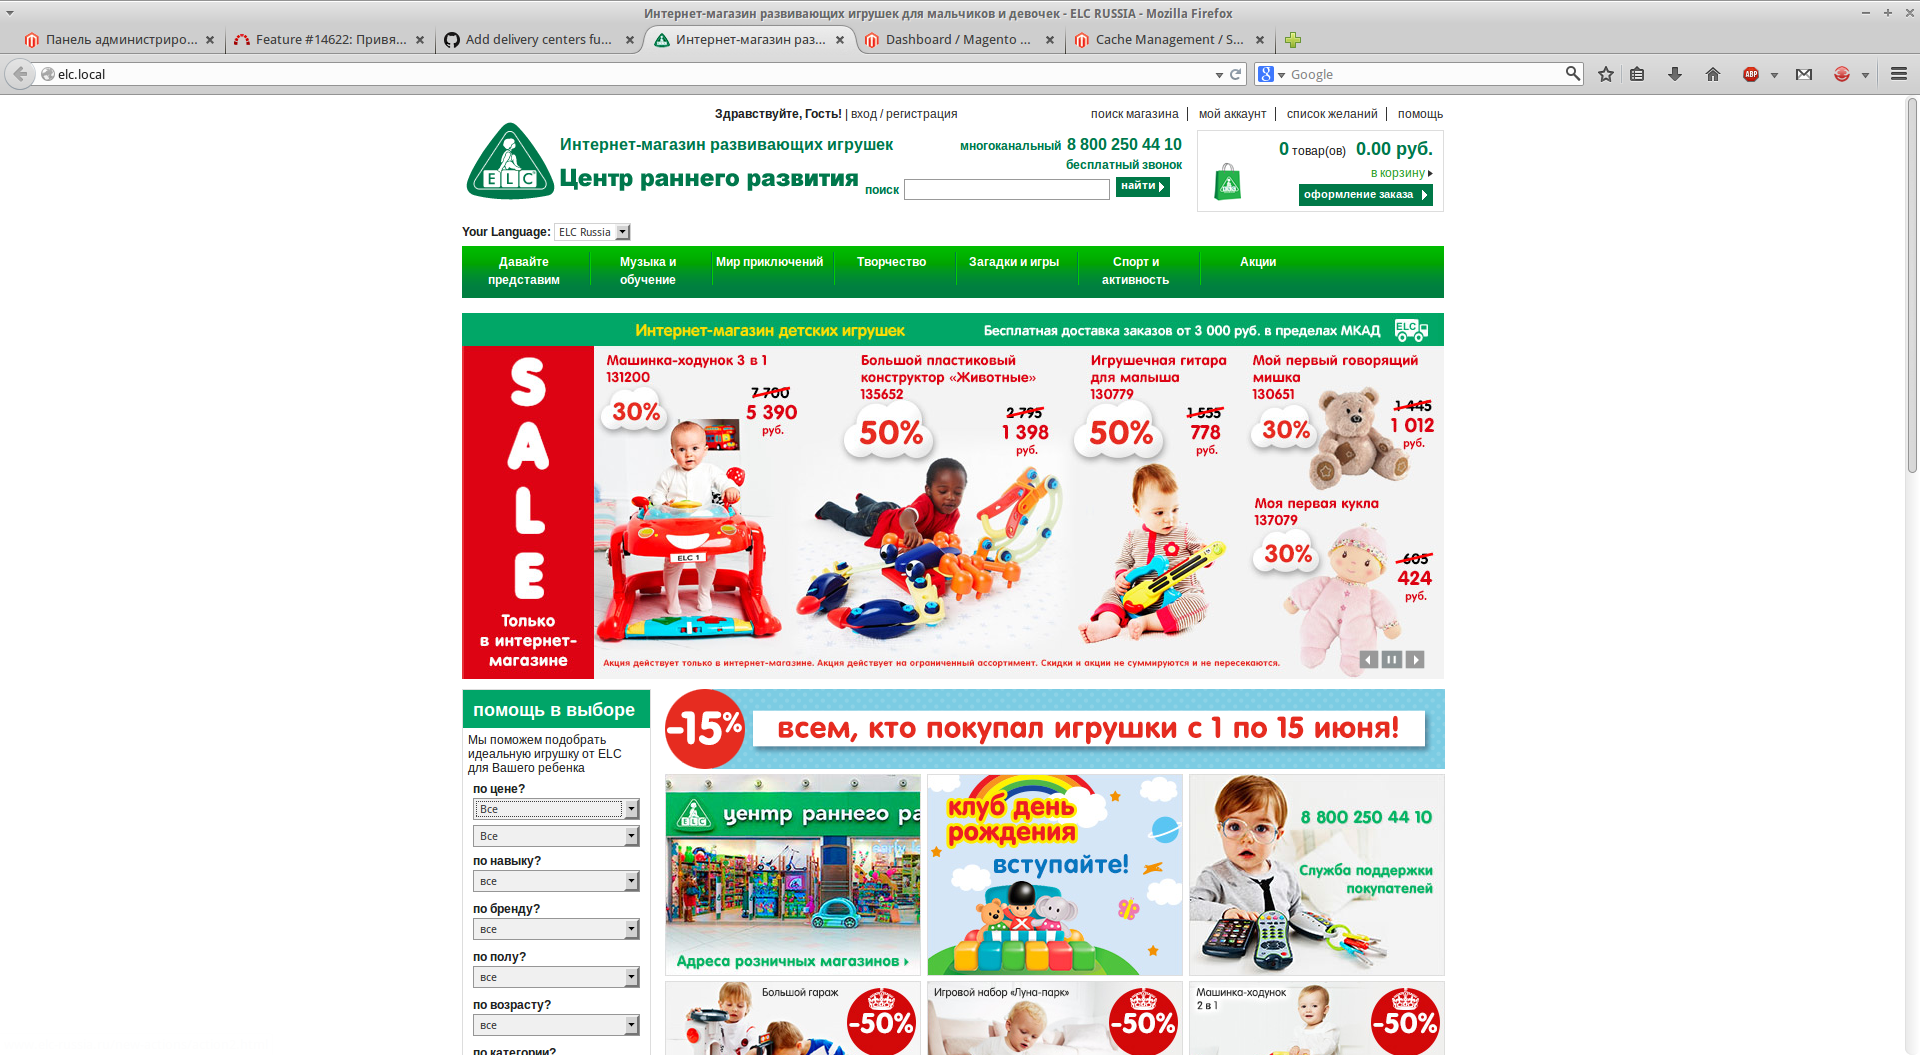 Интернет-магазин развивающих игрушек для мальчиков и девочек - ELC RUSSIA - Mozilla Firefox
Панель администриро...
Feature #14622: Привя...
Add delivery centers fu...
Интернет-магазин раз...
Dashboard / Magento ...
Cache Management / S...
elc.local
Google
ABP
Здравствуйте, Гость! | вход / регистрация
поиск магазина
мой аккаунт
список желаний
помощь
ELC
Интернет-магазин развивающих игрушек
Центр раннего развития
многоканальный 8 800 250 44 10
бесплатный звонок
поиск
найти
0 товар(ов) 0.00 руб.
в корзину
оформление заказа
Your Language: ELC Russia
Давайте представим
Музыка и обучение
Мир приключений
Творчество
Загадки и игры
Спорт и активность
Акции
Интернет-магазин детских игрушек
Бесплатная доставка заказов от 3 000 руб. в пределах МКАД
ELC
SALE
Только
в интернет-
магазине
Машинка-ходунок 3 в 1
131200
30%
7 700
5 390
руб.
ELC 1
Большой пластиковый
конструктор «Животные»
135652
50%
2 795
1 398
руб.
Игрушечная гитара
для малыша
130779
50%
1 555
778
руб.
Мой первый говорящий
мишка
130651
30%
1 445
1 012
руб.
Моя первая кукла
137079
30%
605
424
руб.
Акция действует только в интернет-магазине. Акция действует на ограниченный ассортимент. Скидки и акции не суммируются и не пересекаются.
помощь в выборе
Мы поможем подобрать
идеальную игрушку от ELC
для Вашего ребенка
по цене?
Все
Все
по навыку?
все
по бренду?
все
по полу?
все
по возрасту?
все
по категории?
-15%
всем, кто покупал игрушки с 1 по 15 июня!
ELC
центр раннего ра
Адреса розничных магазинов
клуб день
рождения
вступайте!
8 800 250 44 10
Служба поддержки
покупателей
Большой гараж
-50%
Игровой набор «Луна-парк»
-50%
Машинка-ходунок
2 в 1
-50%